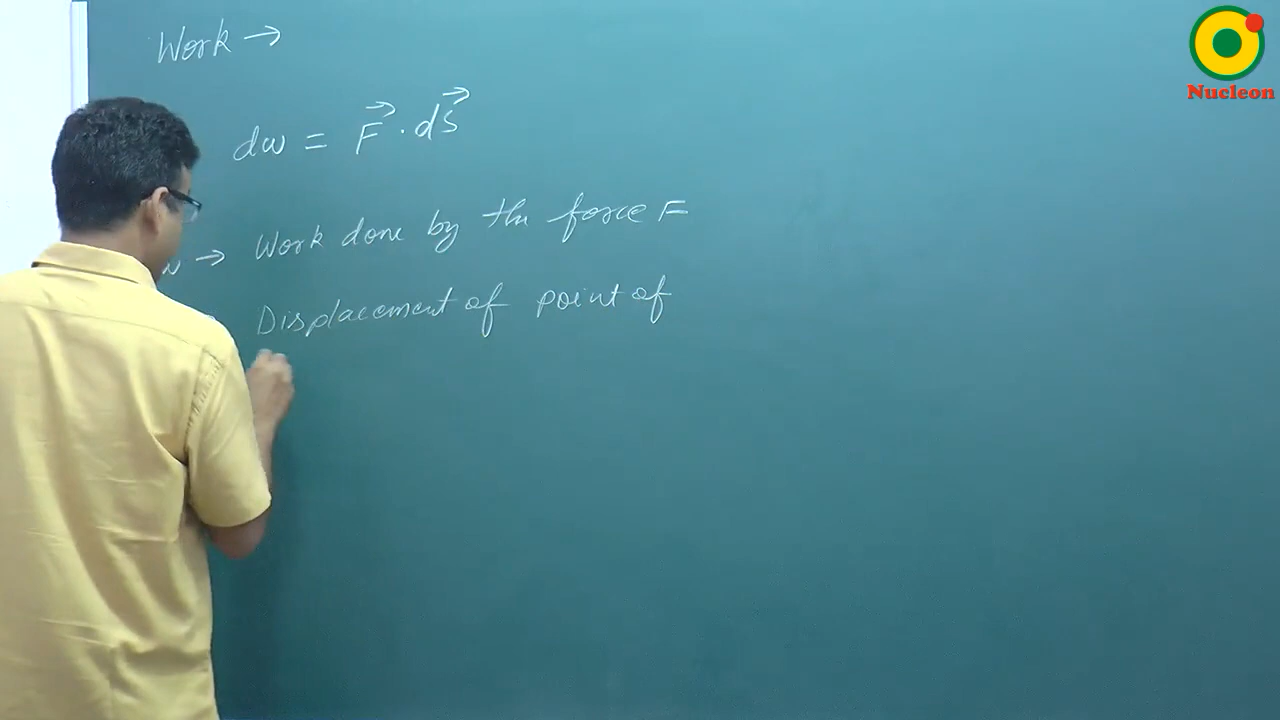 Work →
dw = F⃗ · ds⃗
w → Work done by the force F
Displacement of point of
Nucleon